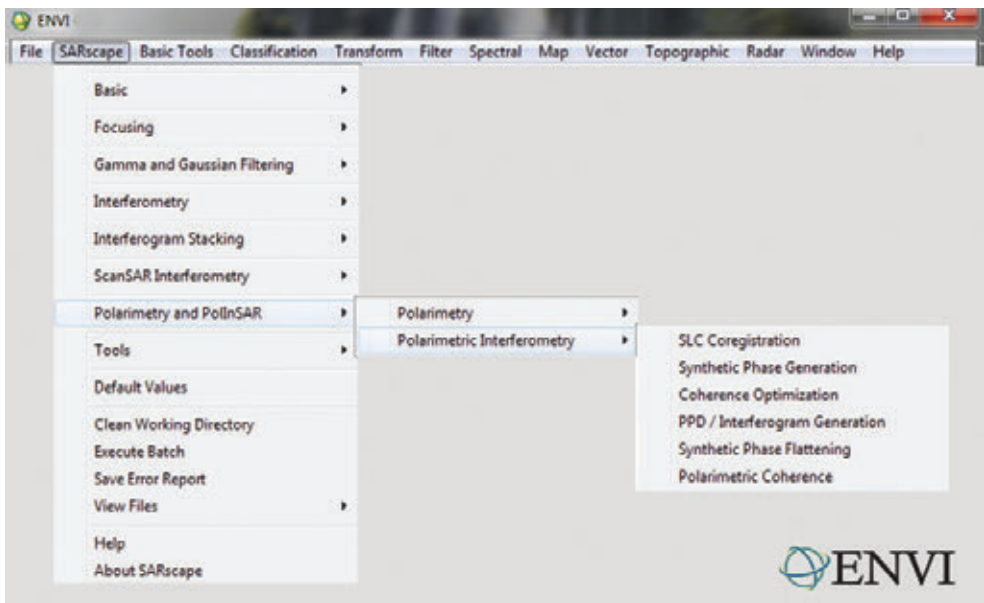 ENVI
File SARscape Basic Tools Classification Transform Filter Spectral Map Vector Topographic Radar Window Help
Basic
Focusing
Gamma and Gaussian Filtering
Interferometry
Interferogram Stacking
ScanSAR Interferometry
Polarimetry and PolInSAR
Tools
Default Values
Clean Working Directory
Execute Batch
Save Error Report
View Files
Help
About SARscape
Polarimetry
Polarimetric Interferometry
SLC Coregistration
Synthetic Phase Generation
Coherence Optimization
PPD / Interferogram Generation
Synthetic Phase Flattening
Polarimetric Coherence
ENVI